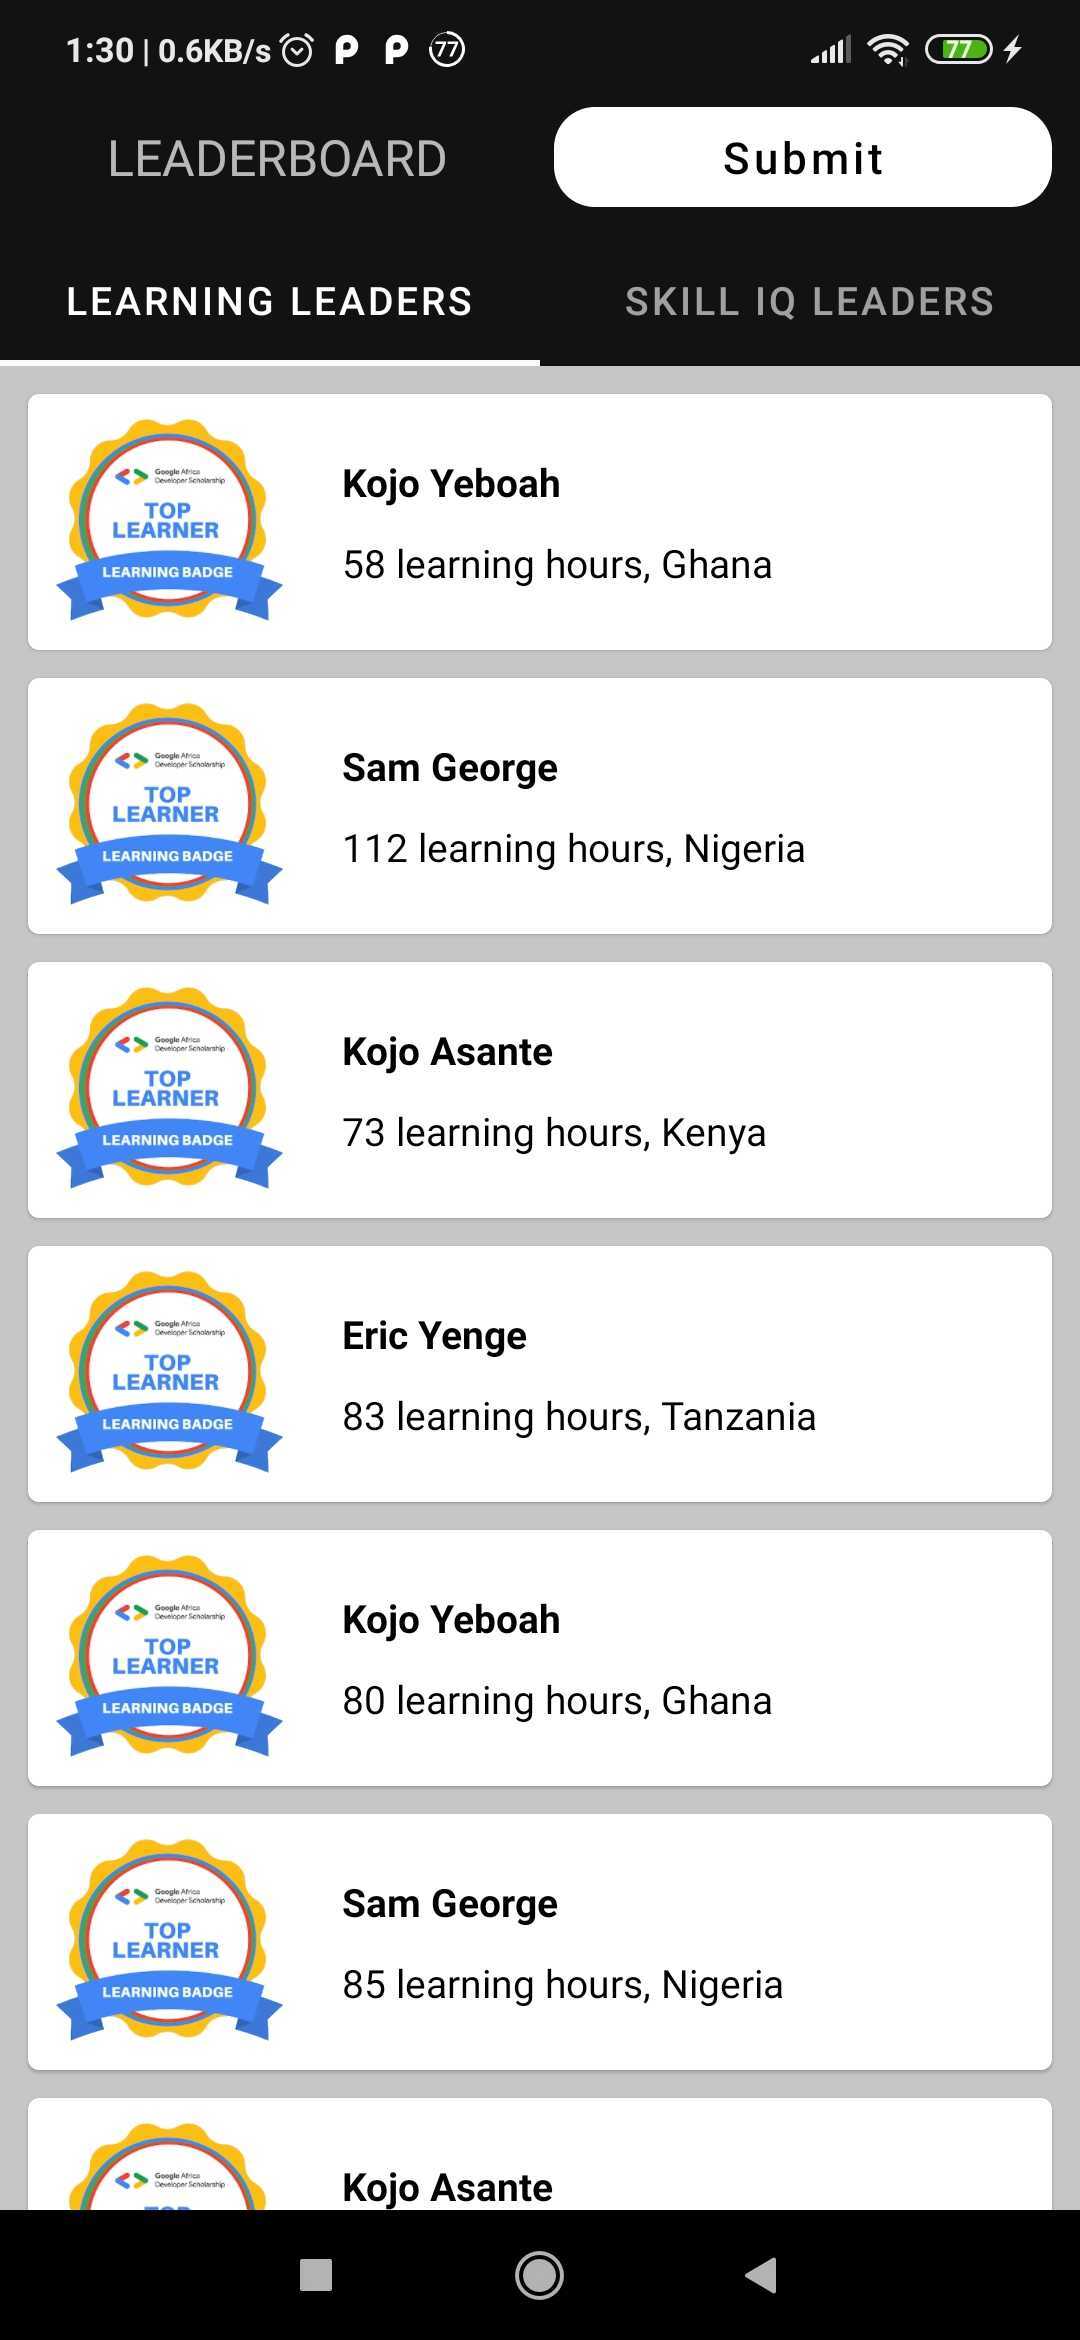 1:30 | 0.6KB/s 77 77
LEADERBOARD Submit
LEARNING LEADERS SKILL IQ LEADERS
Google Africa
Developer Scholarship
TOP
LEARNER
LEARNING BADGE
Kojo Yeboah
58 learning hours, Ghana
Google Africa
Developer Scholarship
TOP
LEARNER
LEARNING BADGE
Sam George
112 learning hours, Nigeria
Google Africa
Developer Scholarship
TOP
LEARNER
LEARNING BADGE
Kojo Asante
73 learning hours, Kenya
Google Africa
Developer Scholarship
TOP
LEARNER
LEARNING BADGE
Eric Yenge
83 learning hours, Tanzania
Google Africa
Developer Scholarship
TOP
LEARNER
LEARNING BADGE
Kojo Yeboah
80 learning hours, Ghana
Google Africa
Developer Scholarship
TOP
LEARNER
LEARNING BADGE
Sam George
85 learning hours, Nigeria
Google Africa
Developer Scholarship
Kojo Asante